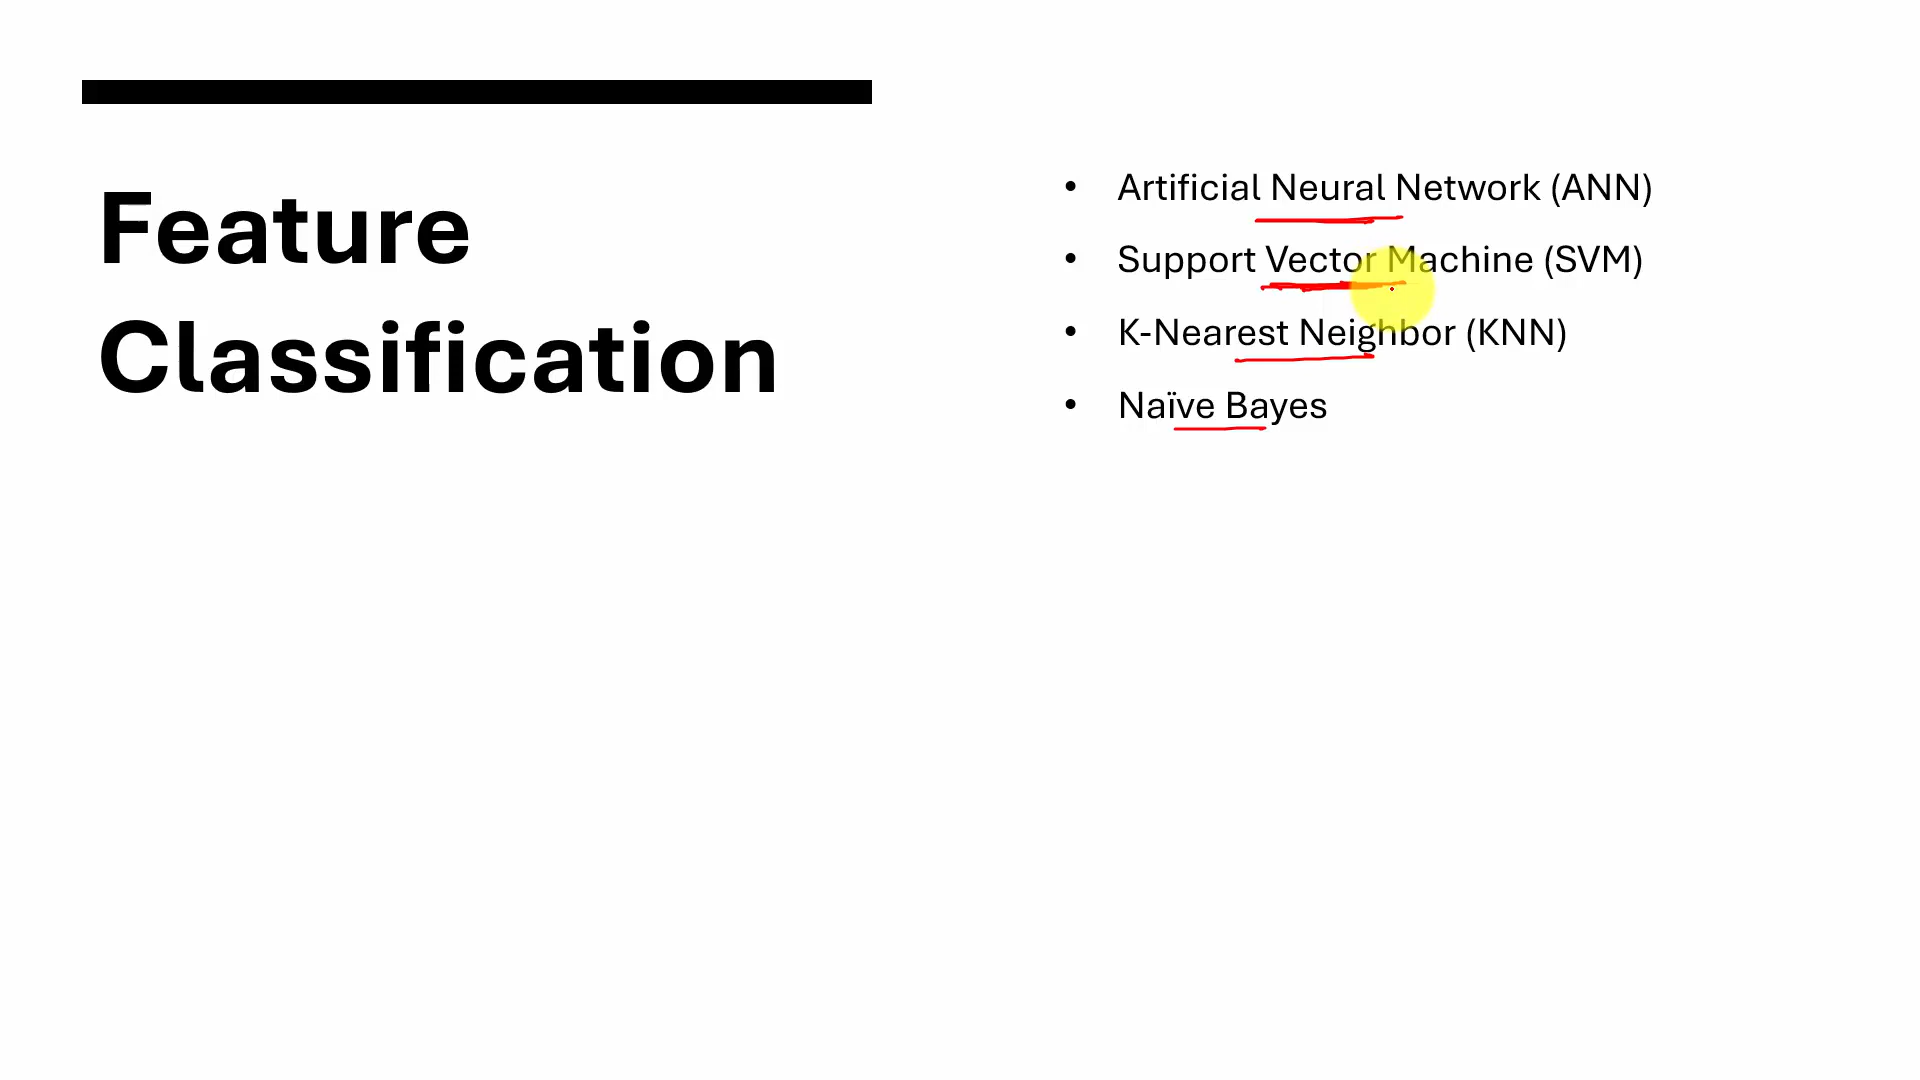 Feature
Classification
• Artificial Neural Network (ANN)
• Support Vector Machine (SVM)
• K-Nearest Neighbor (KNN)
• Naïve Bayes